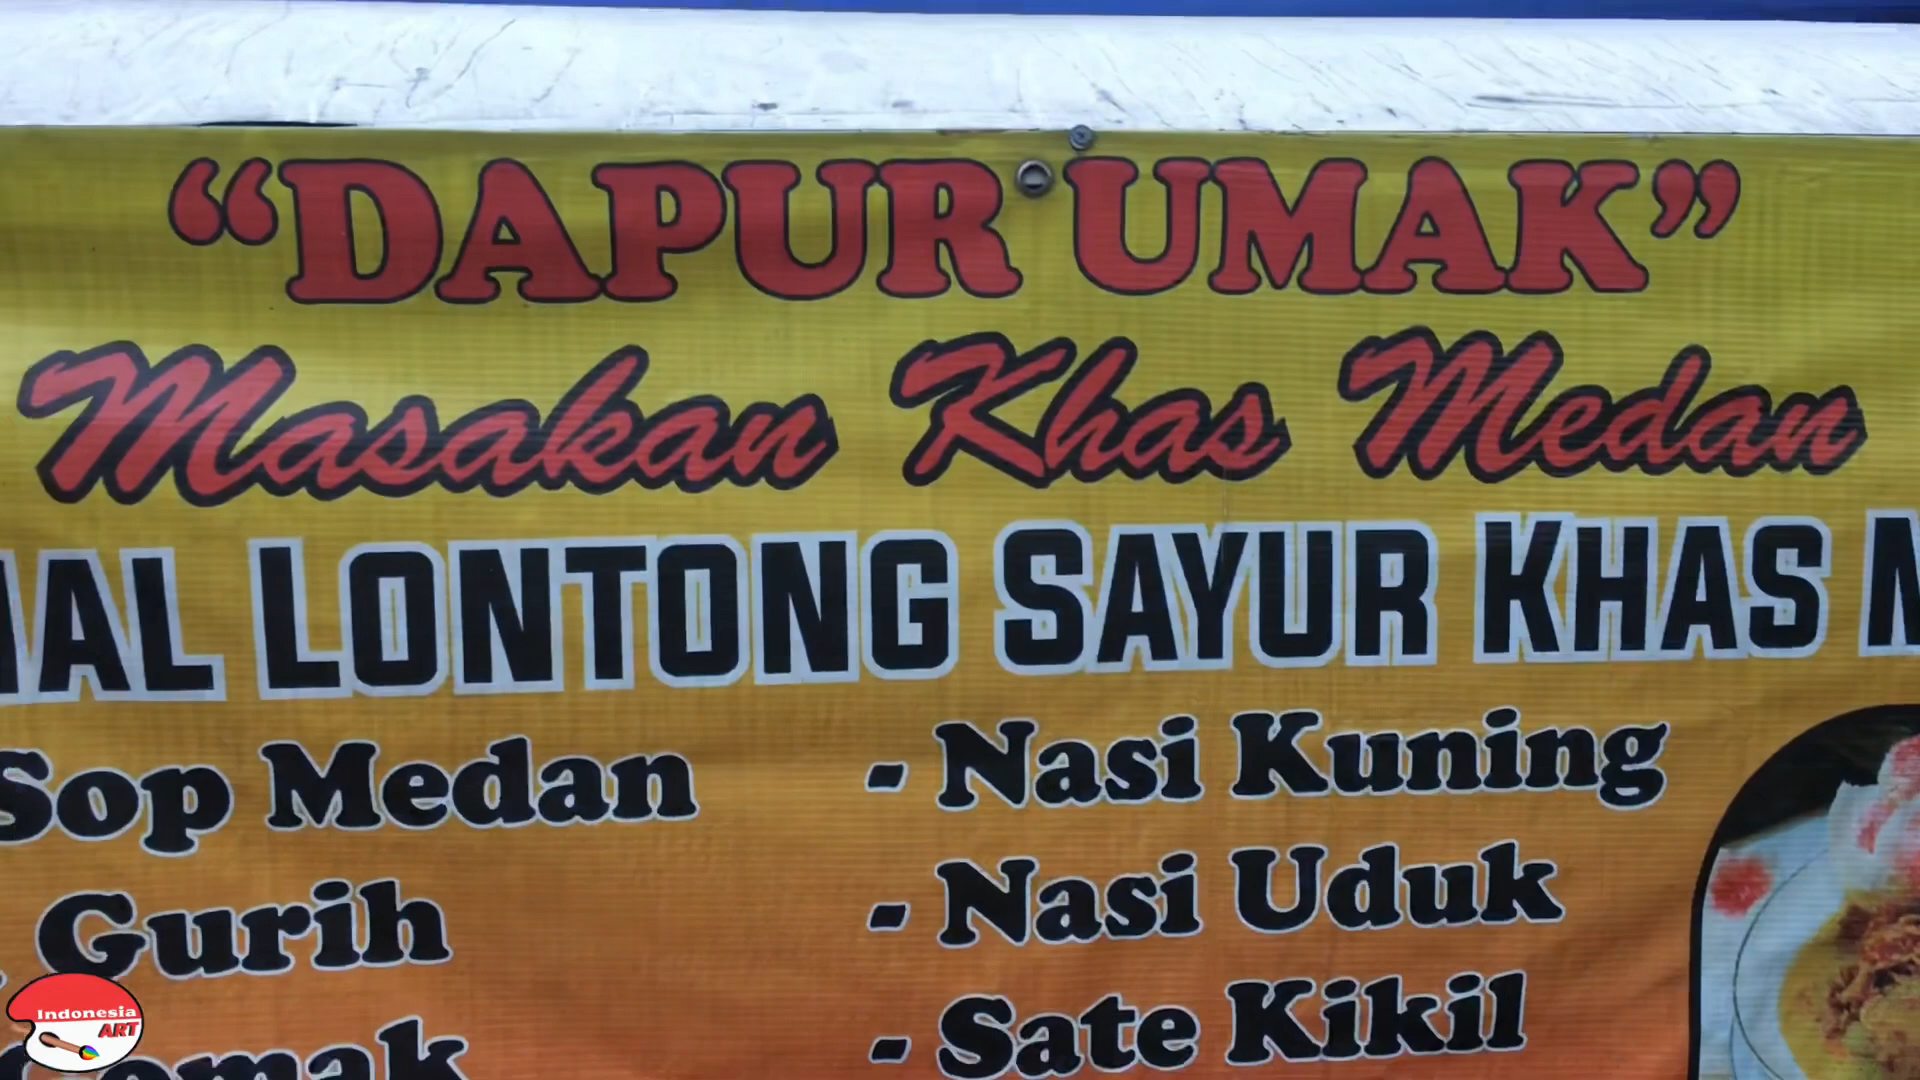 "DAPUR UMAK"
Masakan Khas Medan
LONTONG SAYUR KHAS
Sop Medan
Gurih
- Nasi Kuning
- Nasi Uduk
- Sate Kikil
Indonesia
ART